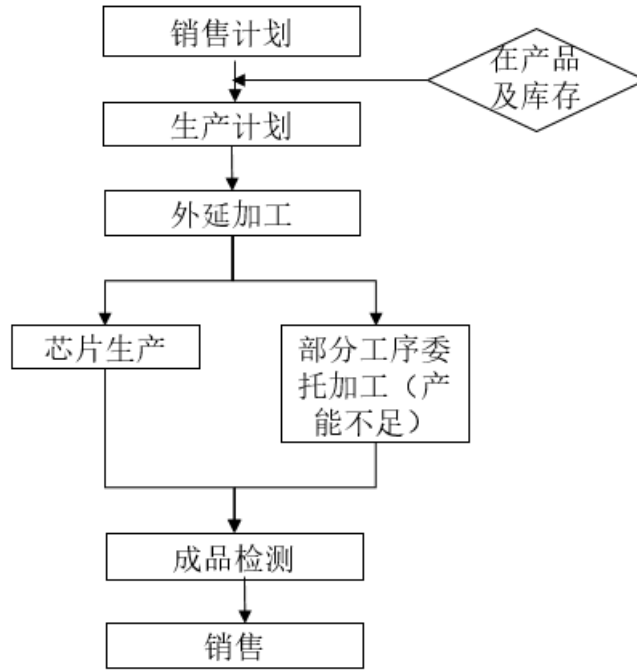 销售计划
在产品
及库存
生产计划
外延加工
芯片生产
部分工序委
托加工（产
能不足）
成品检测
销售